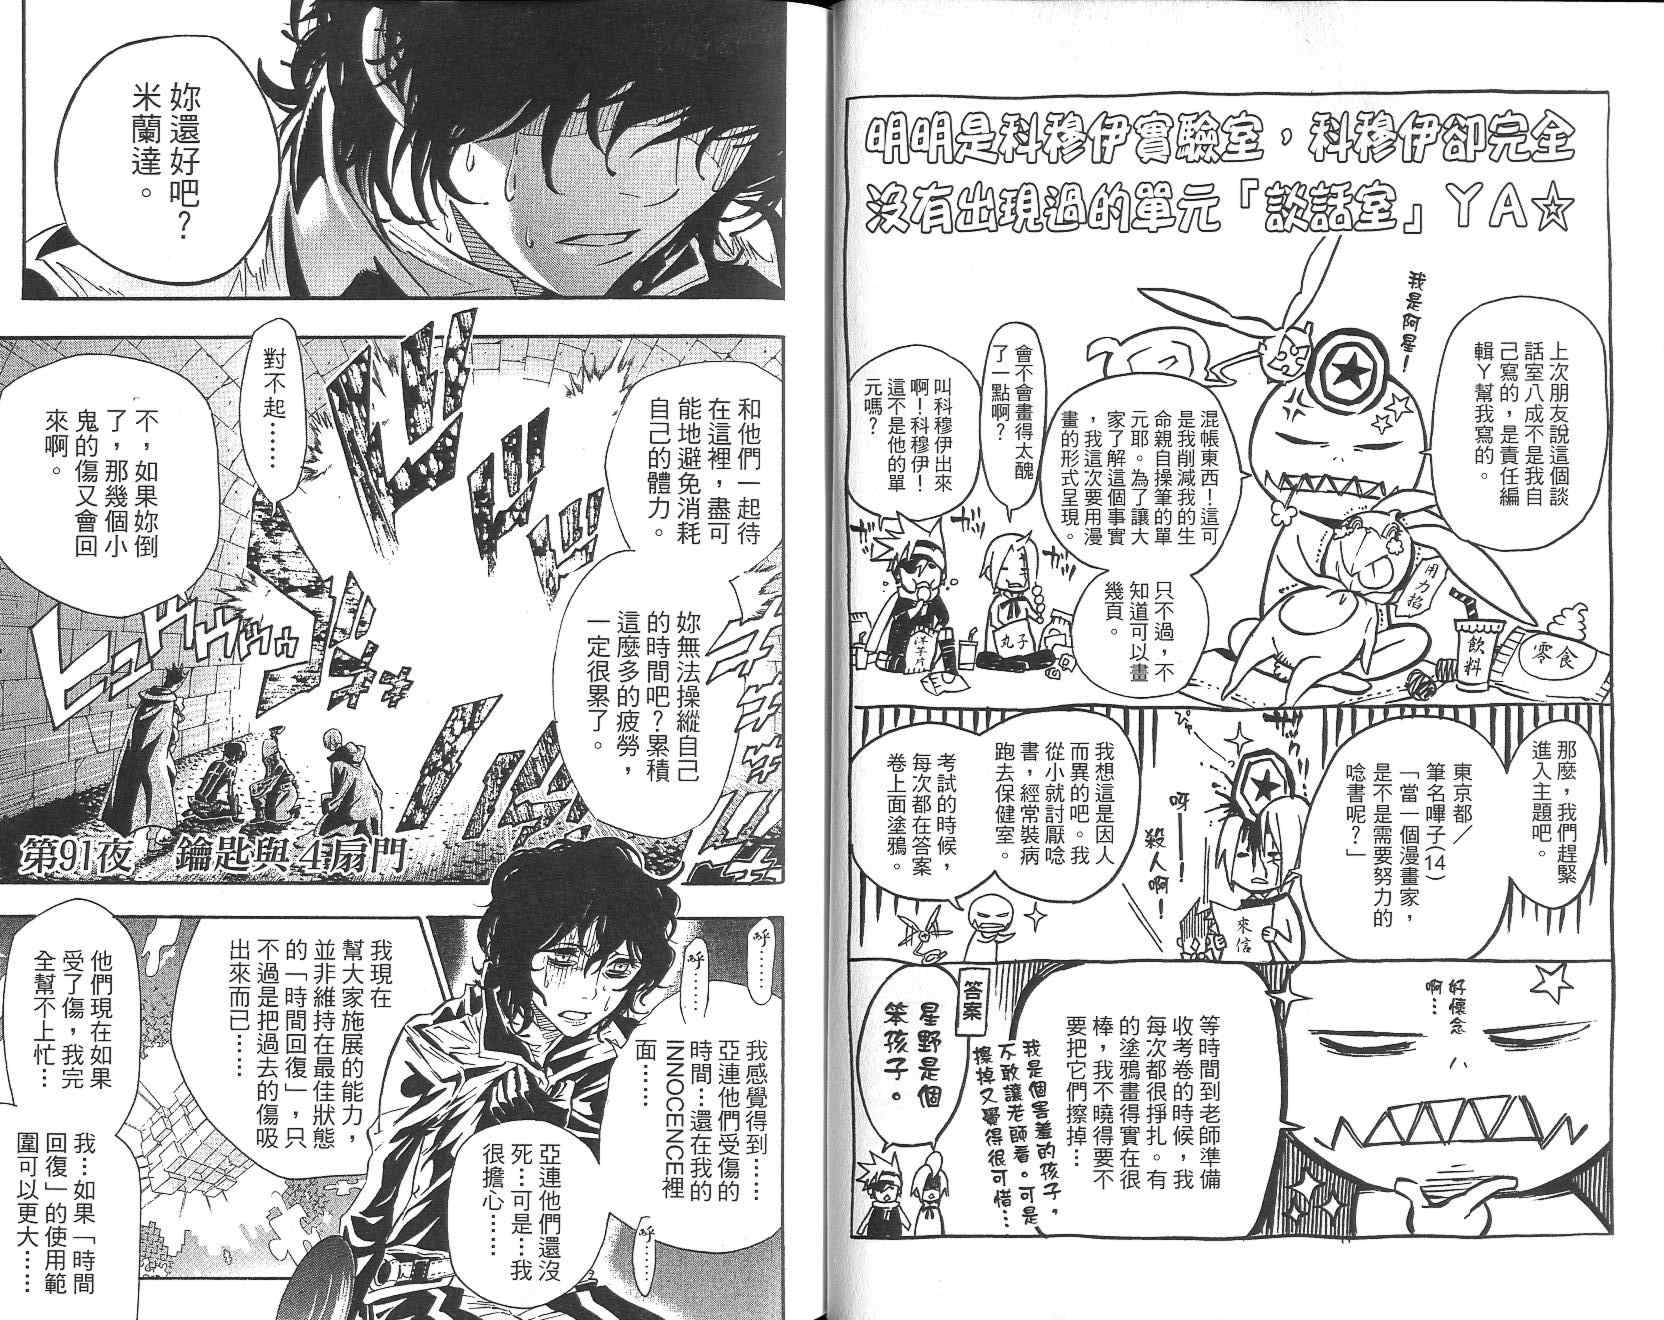 明明是科穆伊實驗室，科穆伊卻完全
沒有出現過的單元「談話室」ＹＡ☆
我是阿星！
上次朋友說這個談
話室八成不是我自
己寫的，是責任編
輯丫幫我寫的。
混帳東西！這可
是我削減我的生
命親自操筆的單
元耶。為了讓大
家了解這個事實
，我這次要用漫
畫的形式呈現。
只不過，不
知道可以畫
幾頁。
會不會畫得太醜
了一點啊？
叫科穆伊出來
啊！科穆伊！
這不是他的單
元嗎？
用力掐
飲料
零食
丸子
洋芋片
那麼，我們趕緊
進入主題吧。
東京都／
筆名嗶子(14)
「當一個漫畫家，
是不是需要努力的
唸書呢？」
呀——！！
殺人啊！
來信
我想這是因人
而異的吧。我
從小就討厭唸
書，經常裝病
跑去保健室。
考試的時候，
每次都在答案
卷上面塗鴉。
好懷念
啊…
等時間到老師準備
收考卷的時候，我
每次都很掙扎。有
的塗鴉畫得實在很
棒，我不曉得要不
要把它們擦掉…
我是個害羞的孩子，
不敢讓老師看。可是
擦掉又覺得很可惜…
答案
星野是個
笨孩子。
妳還好吧？
米蘭達。
和他們一起待
在這裡，盡可
能地避免消耗
自己的體力。
對不起……
不，如果妳倒
了，那幾個小
鬼的傷又會回
來啊。
妳無法操縱自己
的時間吧？累積
這麼多的疲勞，
一定很累了。
第91夜　鑰匙與４扇門
呼……
呼……
我感覺得到……
亞連他們受傷的
時間…還在我的
INNOCENCE裡
面……
呼……
亞連他們還沒
死…可是…我
很擔心……
我現在
幫大家施展的能力，
並非維持在最佳狀態
的「時間回復」，只
不過是把過去的傷吸
出來而已……
他們現在如果
受了傷，我完
全幫不上忙…
我…如果「時間
回復」的使用範
圍可以更大……